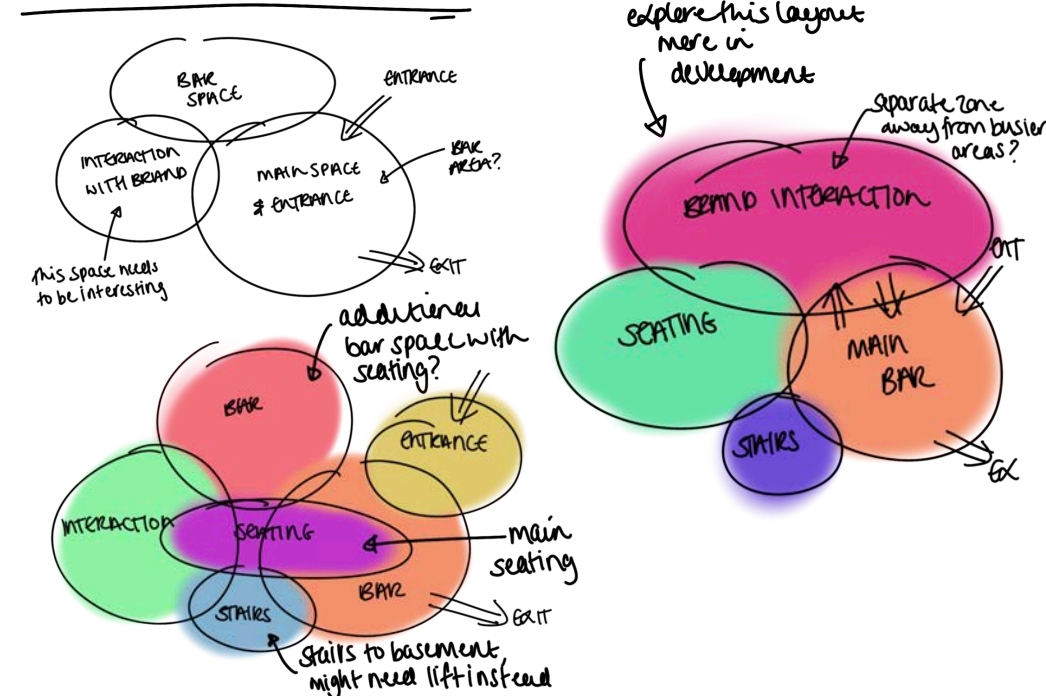 BAR
SPACE
ENTRANCE
INTERACTION
WITH BRAND
MAIN SPACE
& ENTRANCE
BAR
AREA?
EXIT
this space needs
to be interesting
additional
bar space with
seating?
BAR
ENTRANCE
INTERACTION
SEATING
main
seating
BAR
STAIRS
EXIT
Stairs to basement,
might need lift instead
explore this layout
more in
development
separate zone
away from busier
areas?
BRAND INTERACTION
ENT
SEATING
MAIN
BAR
STAIRS
EX